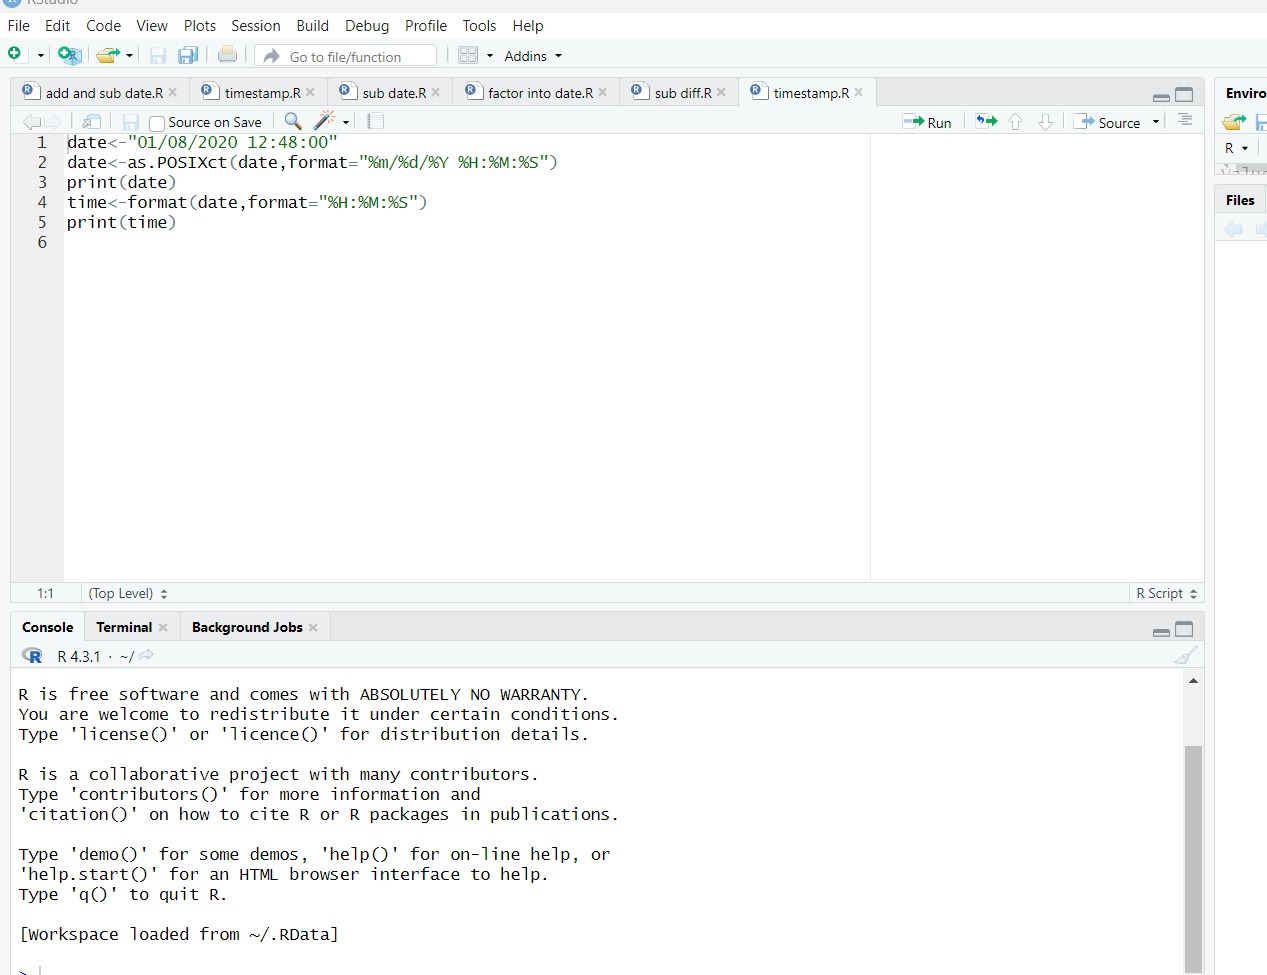 RStudio
File Edit Code View Plots Session Build Debug Profile Tools Help
Go to file/function Addins
add and sub date.R timestamp.R sub date.R factor into date.R sub diff.R timestamp.R
Source on Save Run Source
1 date<-"01/08/2020 12:48:00"
2 date<-as.POSIXct(date,format="%m/%d/%Y %H:%M:%S")
3 print(date)
4 time<-format(date,format="%H:%M:%S")
5 print(time)
6
1:1 (Top Level) R Script
Console Terminal Background Jobs
R 4.3.1 · ~/
R is free software and comes with ABSOLUTELY NO WARRANTY.
You are welcome to redistribute it under certain conditions.
Type 'license()' or 'licence()' for distribution details.
R is a collaborative project with many contributors.
Type 'contributors()' for more information and
'citation()' on how to cite R or R packages in publications.
Type 'demo()' for some demos, 'help()' for on-line help, or
'help.start()' for an HTML browser interface to help.
Type 'q()' to quit R.
[Workspace loaded from ~/.RData]
>
Enviro
R
Files